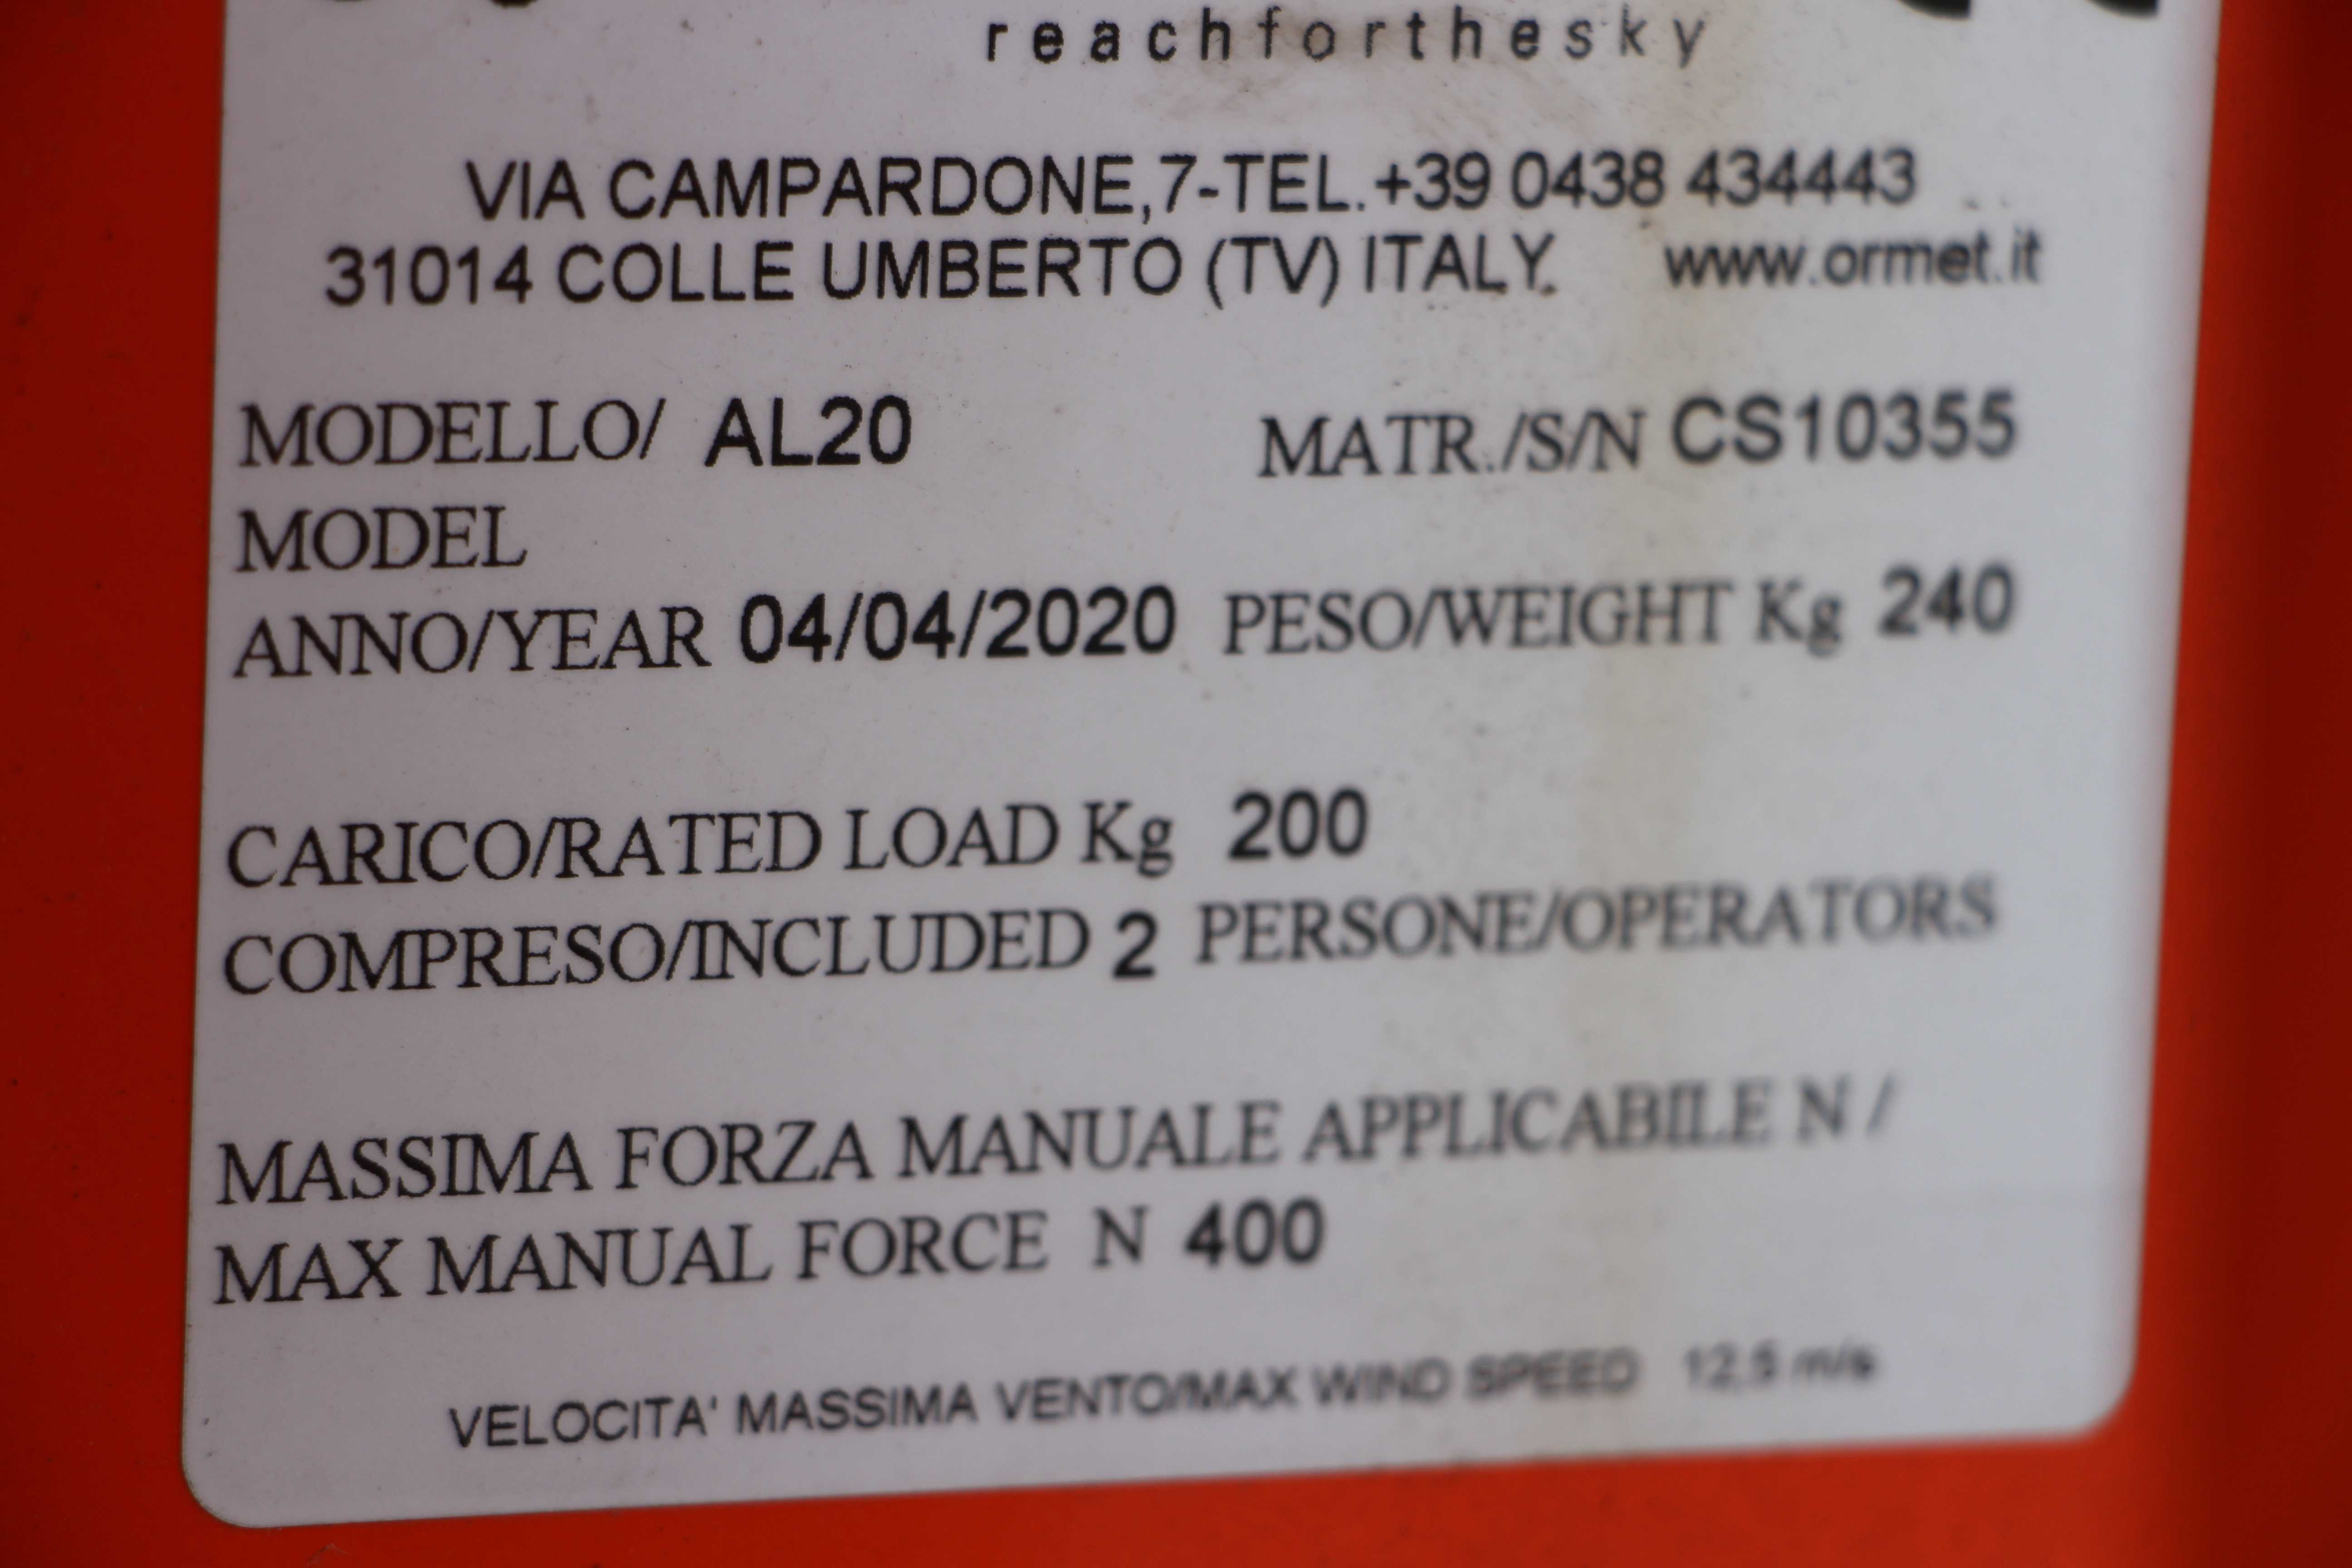 reachforthesky
VIA CAMPARDONE,7-TEL.+39 0438 434443
31014 COLLE UMBERTO (TV) ITALY. www.ormet.it
MODELLO/ AL20 MATR./S/N CS10355
MODEL
ANNO/YEAR 04/04/2020 PESO/WEIGHT Kg 240
CARICO/RATED LOAD Kg 200
COMPRESO/INCLUDED 2 PERSONE/OPERATORS
MASSIMA FORZA MANUALE APPLICABILE N /
MAX MANUAL FORCE N 400
VELOCITA' MASSIMA VENTO/MAX WIND SPEED 12,5 m/s